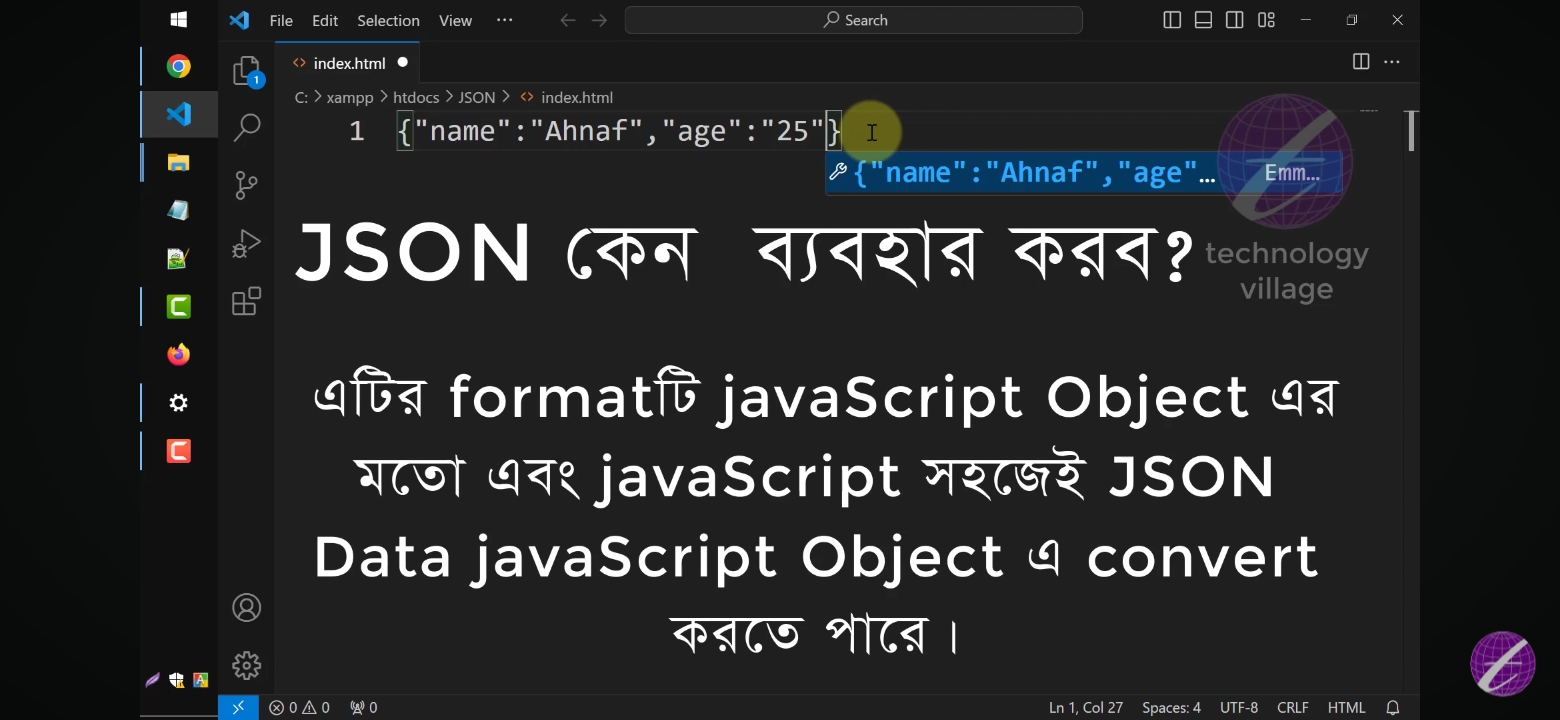 File Edit Selection View ... Search
index.html
1
C: > xampp > htdocs > JSON > index.html
1 {"name":"Ahnaf","age":"25"}
{"name":"Ahnaf","age"... Emm...
JSON কেন ব্যবহার করব?
technology
village
এটির formatটি javaScript Object এর
মতো এবং javaScript সহজেই JSON
Data javaScript Object এ convert
করতে পারে।
0 0 0 Ln 1, Col 27 Spaces: 4 UTF-8 CRLF HTML